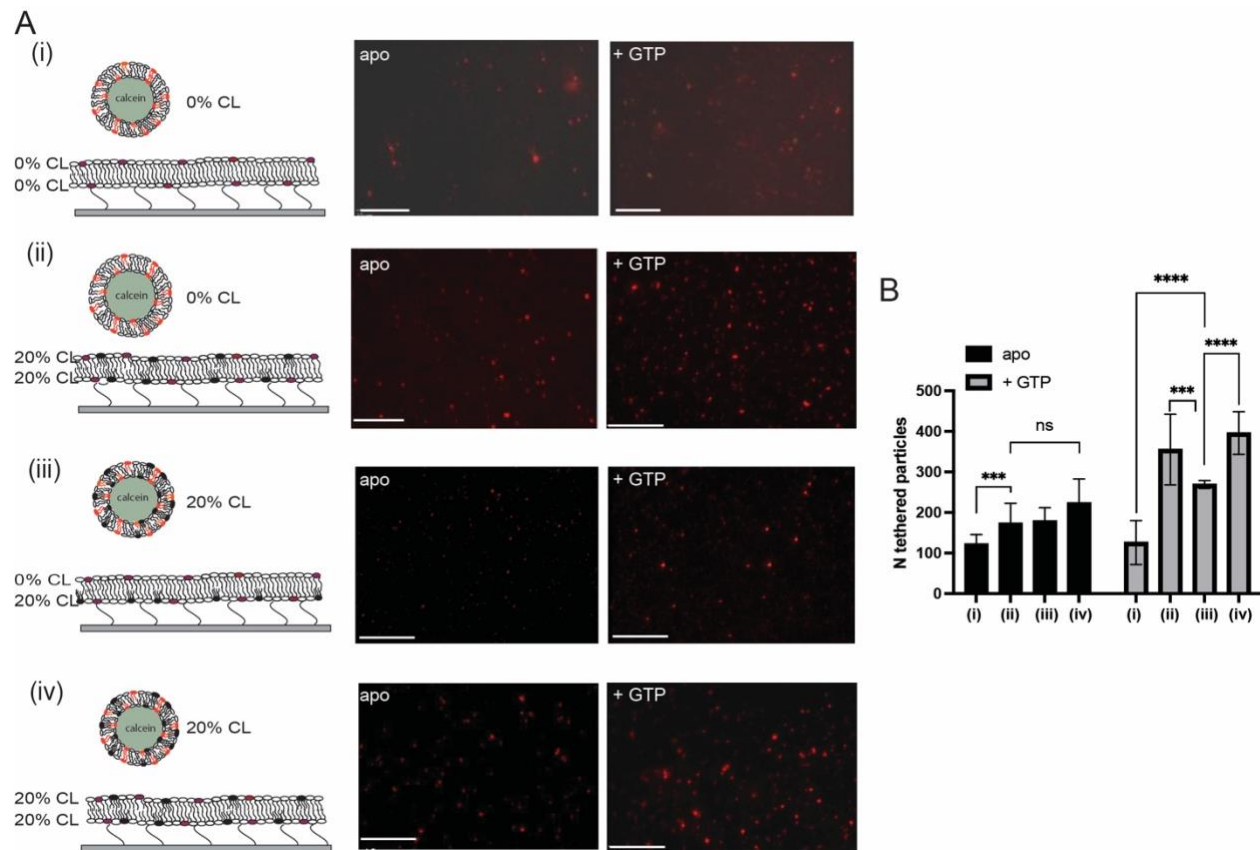 A
(i)
calcein
0% CL
0% CL
0% CL
apo
+ GTP
(ii)
calcein
0% CL
20% CL
20% CL
apo
+ GTP
(iii)
calcein
20% CL
0% CL
20% CL
apo
+ GTP
(iv)
calcein
20% CL
20% CL
20% CL
apo
+ GTP
B
apo
+ GTP
****
****
***
ns
***
N tethered particles
500
400
300
200
100
0
(i) (ii) (iii) (iv) (i) (ii) (iii) (iv)